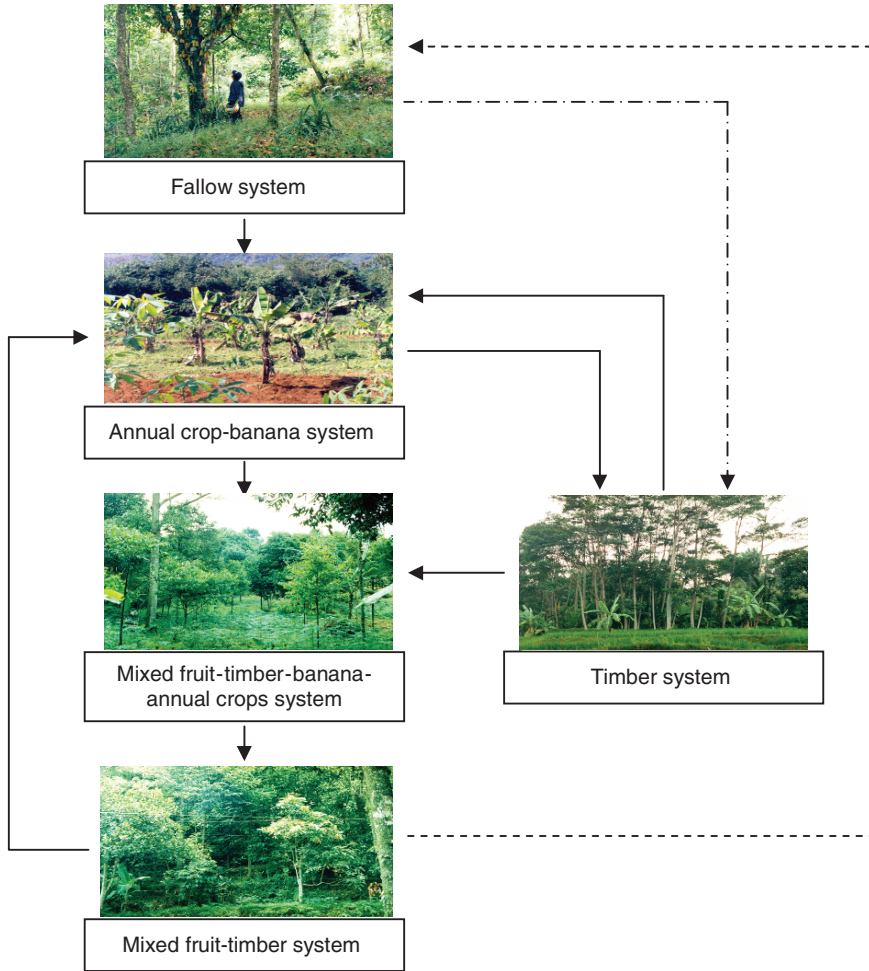 Fallow system
Annual crop-banana system
Mixed fruit-timber-banana-
annual crops system
Timber system
Mixed fruit-timber system